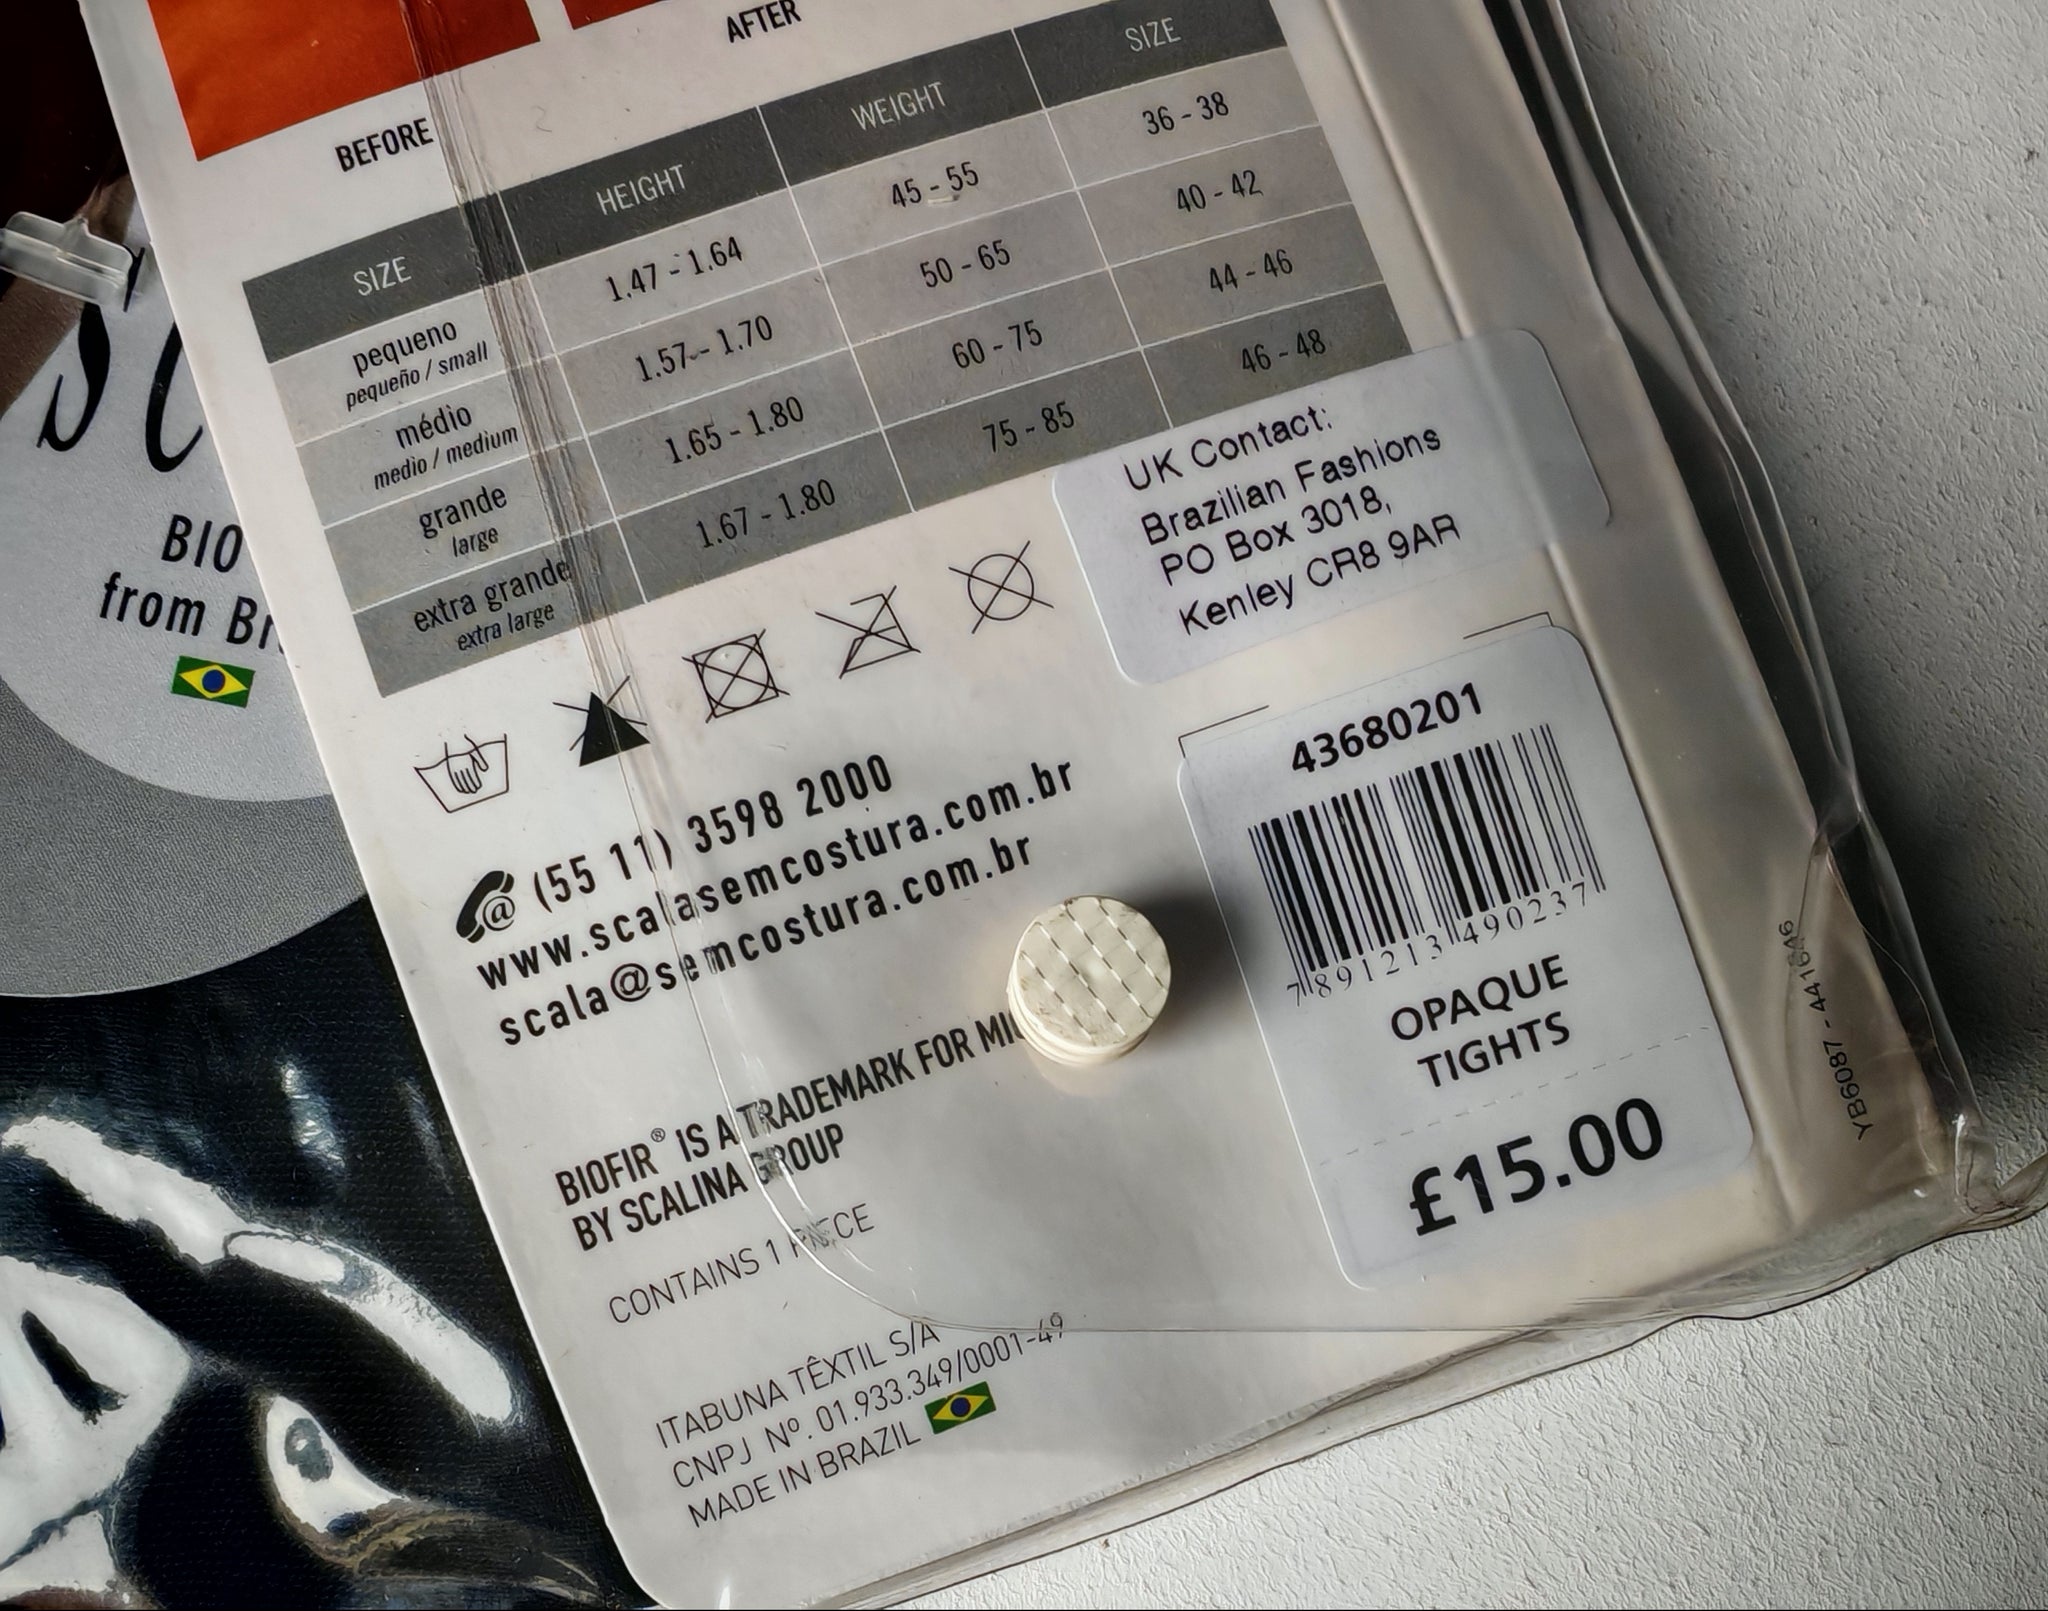 BEFORE
AFTER
SIZE HEIGHT WEIGHT SIZE
pequeno 1.47 - 1.64 45 - 55 36 - 38
pequeño / small
médio 1.57 - 1.70 50 - 65 40 - 42
medio / medium
grande 1.65 - 1.80 60 - 75 44 - 46
large
extra grande 1.67 - 1.80 75 - 85 46 - 48
extra large
UK Contact:
Brazilian Fashions
PO Box 3018,
Kenley CR8 9AR
(55 11) 3598 2000
www.scalasemcostura.com.br
scala@semcostura.com.br
BIOFIR® IS A TRADEMARK FOR
BY SCALINA GROUP
CONTAINS 1 PIECE
ITABUNA TÊXTIL S/A
CNPJ Nº. 01.933.349/0001-49
MADE IN BRAZIL
43680201
7891213490237
OPAQUE
TIGHTS
£15.00
BIO
from